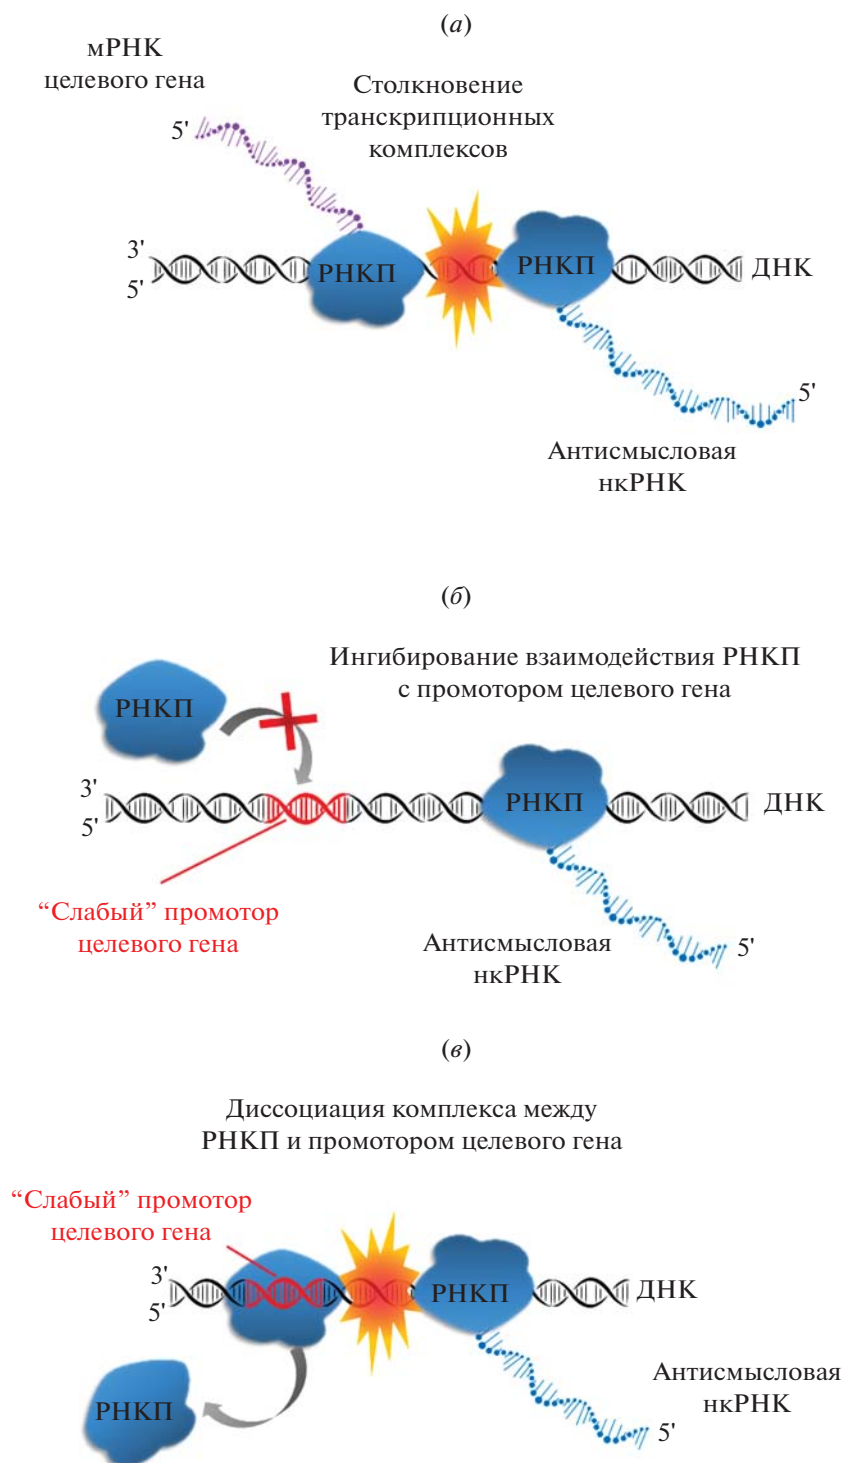 (а)
мРНК
целевого гена
Столкновение
транскрипционных
комплексов
5'
3'
5'
РНКП
РНКП
ДНК
5'
Антисмысловая
нкРНК
(б)
Ингибирование взаимодействия РНКП
с промотором целевого гена
РНКП
3'
5'
РНКП
ДНК
“Слабый” промотор
целевого гена
Антисмысловая
нкРНК
5'
(в)
Диссоциация комплекса между
РНКП и промотором целевого гена
“Слабый” промотор
целевого гена
3'
5'
РНКП
ДНК
РНКП
Антисмысловая
нкРНК
5'